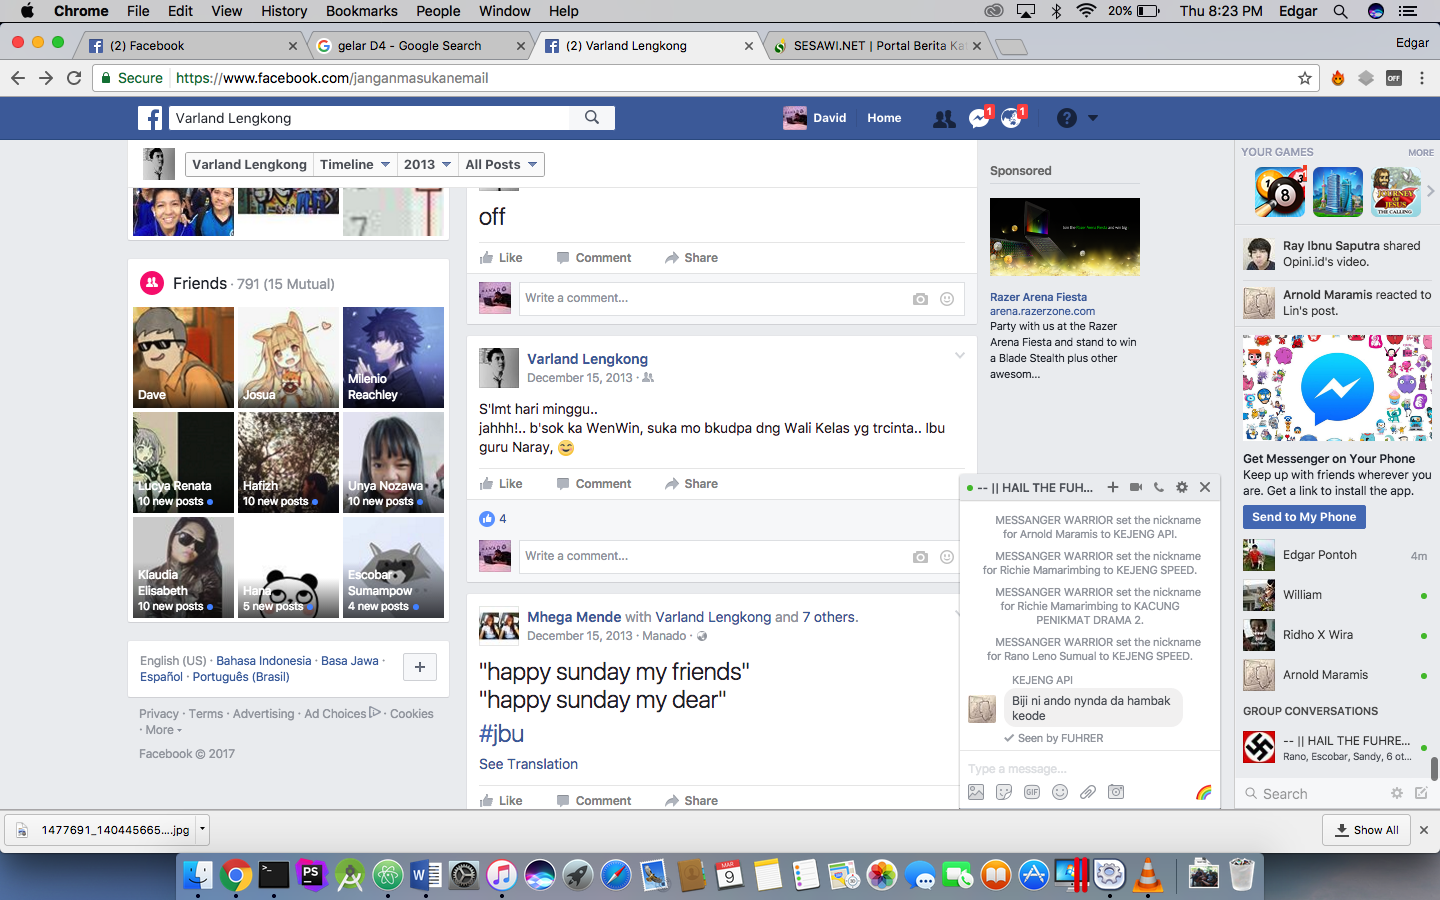 Chrome File Edit View History Bookmarks People Window Help 20% Thu 8:23 PM Edgar
(2) Facebook gelar D4 - Google Search (2) Varland Lengkong SESAWI.NET | Portal Berita Ka Edgar
Secure https://www.facebook.com/janganmasukanemail OFF
Varland Lengkong David Home 1 1
Varland Lengkong Timeline 2013 All Posts
Friends · 791 (15 Mutual)
Dave
Josua
Milenio
Reachley
Lucya Renata
10 new posts
Hafizh
10 new posts
Unya Nozawa
10 new posts
Klaudia
Elisabeth
10 new posts
Hana
5 new posts
Escobar
Sumampow
4 new posts
English (US) · Bahasa Indonesia · Basa Jawa ·
Español · Português (Brasil)
Privacy · Terms · Advertising · Ad Choices · Cookies
· More
Facebook © 2017
off
Like Comment Share
Write a comment...
Varland Lengkong
December 15, 2013 ·
S'lmt hari minggu..
jahhh!.. b'sok ka WenWin, suka mo bkudpa dng Wali Kelas yg trcinta.. Ibu
guru Naray, 😄
Like Comment Share
4
Write a comment...
Mhega Mende with Varland Lengkong and 7 others.
December 15, 2013 · Manado ·
"happy sunday my friends"
"happy sunday my dear"
#jbu
See Translation
Like Comment Share
Sponsored
Razer Arena Fiesta
arena.razerzone.com
Party with us at the Razer
Arena Fiesta and stand to win
a Blade Stealth plus other
awesom...
-- || HAIL THE FUH...
MESSANGER WARRIOR set the nickname
for Arnold Maramis to KEJENG API.
MESSANGER WARRIOR set the nickname
for Richie Mamarimbing to KEJENG SPEED.
MESSANGER WARRIOR set the nickname
for Richie Mamarimbing to KACUNG
PENIKMAT DRAMA 2.
MESSANGER WARRIOR set the nickname
for Rano Leno Sumual to KEJENG SPEED.
KEJENG API
Biji ni ando nynda da hambak
keode
Seen by FUHRER
Type a message...
GIF
YOUR GAMES MORE
JOURNEY
OF JESUS
THE CALLING
Ray Ibnu Saputra shared
Opini.id's video.
Arnold Maramis reacted to
Lin's post.
Get Messenger on Your Phone
Keep up with friends wherever you
are. Get a link to install the app.
Send to My Phone
Edgar Pontoh 4m
William
Ridho X Wira
Arnold Maramis
GROUP CONVERSATIONS
-- || HAIL THE FUHRE...
Rano, Escobar, Sandy, 6 ot...
Search
1477691_140445665....jpg Show All
PS
W
MAR
9